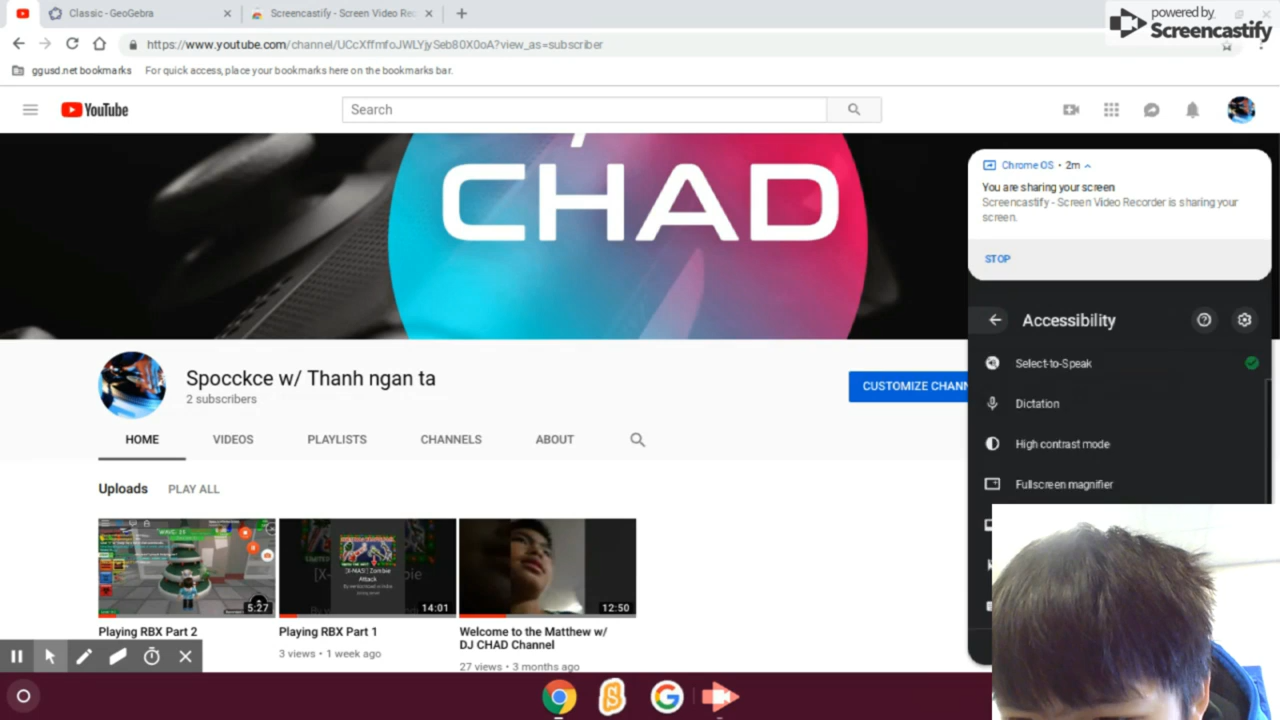 Classic - GeoGebra
Screencastify - Screen Video Rec
powered by
Screencastify
https://www.youtube.com/channel/UCcXffmfoJWLYjySeb80X0oA?view_as=subscriber
ggusd.net bookmarks
For quick access, place your bookmarks here on the bookmarks bar.
YouTube
Search
CHAD
Chrome OS • 2m
You are sharing your screen
Screencastify - Screen Video Recorder is sharing your
screen.
STOP
Accessibility
Select-to-Speak
Dictation
High contrast mode
Fullscreen magnifier
Spocckce w/ Thanh ngan ta
2 subscribers
CUSTOMIZE CHANN
HOME
VIDEOS
PLAYLISTS
CHANNELS
ABOUT
Uploads
PLAY ALL
[X-MAS!] Zombie
Attack
5:27
14:01
12:50
Playing RBX Part 2
Playing RBX Part 1
3 views • 1 week ago
Welcome to the Matthew w/
DJ CHAD Channel
27 views • 3 months ago